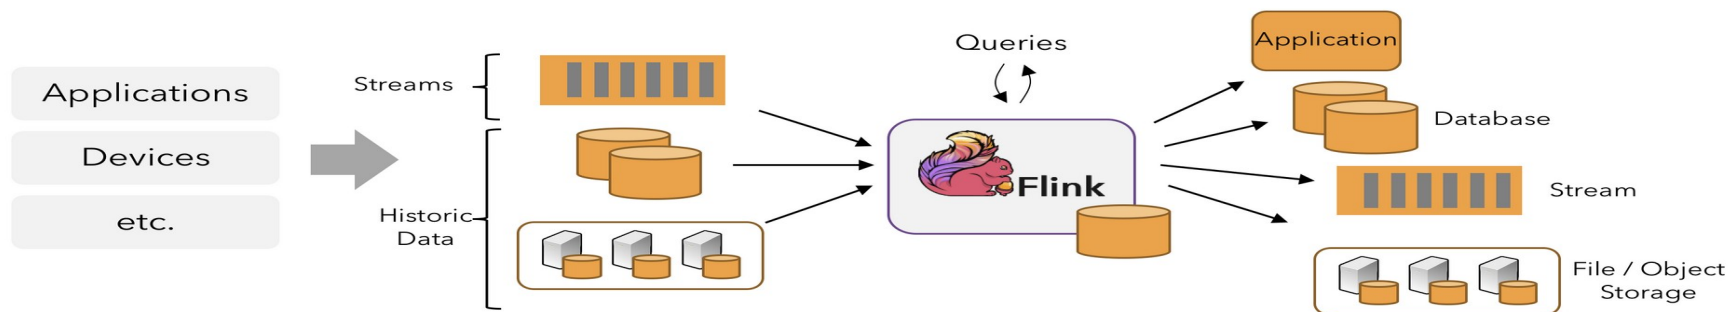 Applications
Devices
etc.
Streams
Historic
Data
Queries
Flink
Application
Database
Stream
File / Object
Storage